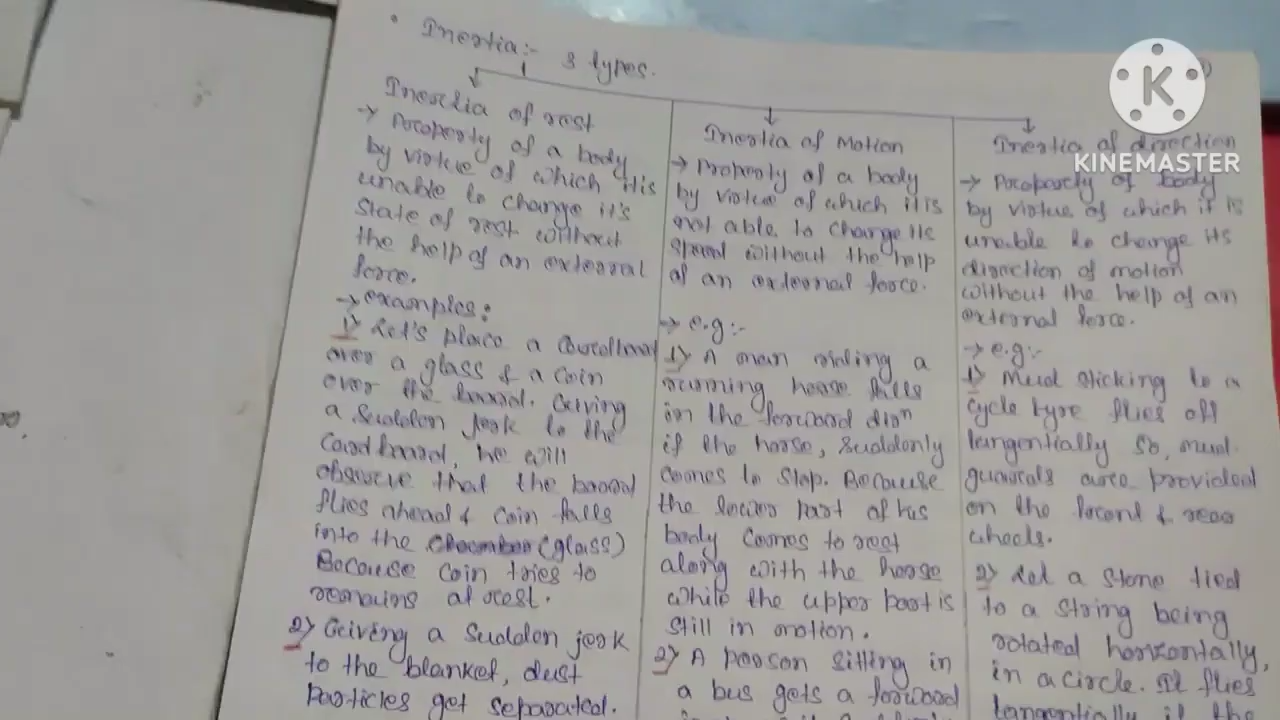 • Inertia:- 3 types.
Inertia of rest
→ Property of a body
by virtue of which it is
unable to change it's
state of rest without
the help of an external
force.
→ examples:
1) Let's place a cardboard
over a glass & a coin
over the board. Giving
a sudden jerk to the
cardboard, we will
observe that the board
flies ahead & coin falls
into the chamber (glass)
Because coin tries to
remains at rest.
2) Giving a sudden jerk
to the blanket, dust
Particles get separated.
Inertia of Motion
→ Property of a body
by virtue of which it is
not able to change its
speed without the help
of an external force.
→ e.g:-
1) A man riding a
running horse falls
in the forward dirⁿ
if the horse, suddenly
comes to stop. Because
the lower part of his
body comes to rest
along with the horse
while the upper part is
still in motion.
2) A person sitting in
a bus gets a forward
Inertia of direction
→ Property of body
by virtue of which it is
unable to change its
direction of motion
without the help of an
external force.
→ e.g:-
1) Mud sticking to a
cycle tyre flies off
tangentially so, mud
guards are provided
on the front & rear
wheels.
2) Let a stone tied
to a string being
rotated horizontally,
in a circle. It flies
tangentially if the
K
KINEMASTER